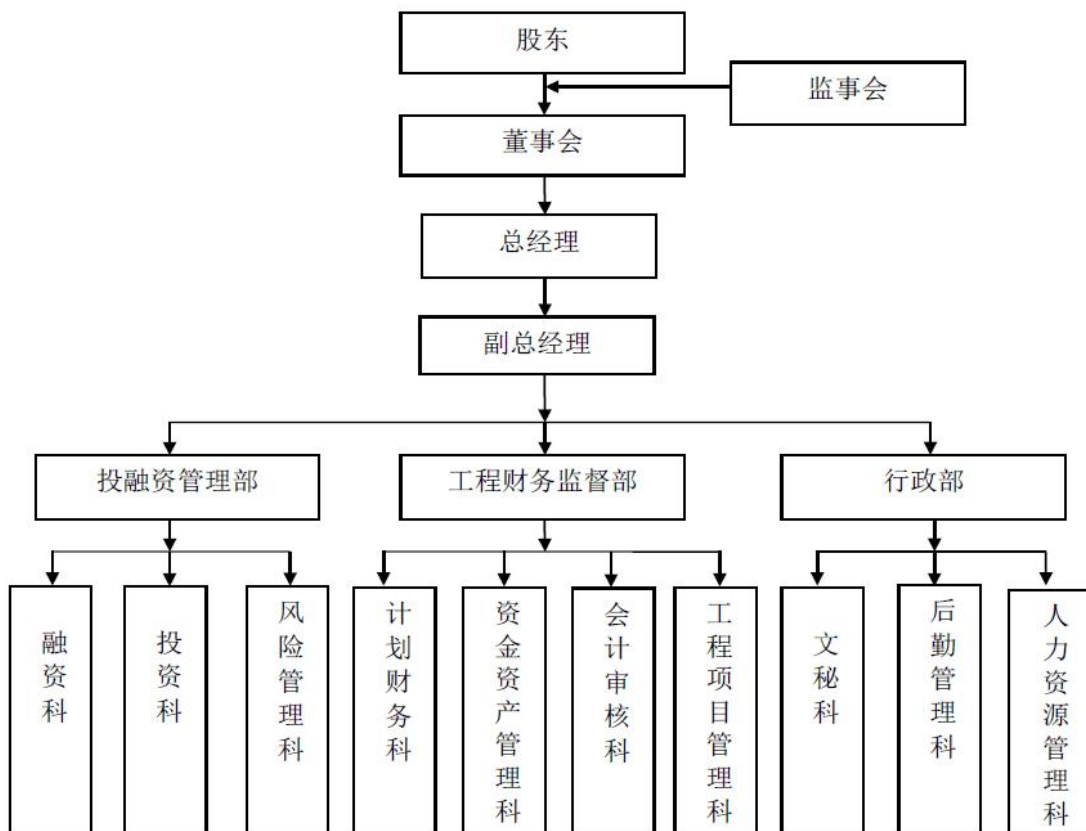 股东
监事会
董事会
总经理
副总经理
投融资管理部
工程财务监督部
行政部
融资科
投资科
风险管理科
计划财务科
资金资产管理科
会计审核科
工程项目管理科
文秘科
后勤管理科
人力资源管理科